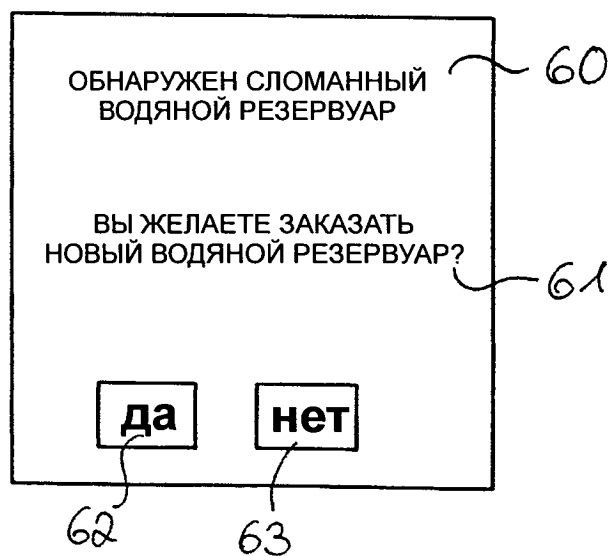 ОБНАРУЖЕН СЛОМАННЫЙ
ВОДЯНОЙ РЕЗЕРВУАР
60
ВЫ ЖЕЛАЕТЕ ЗАКАЗАТЬ
НОВЫЙ ВОДЯНОЙ РЕЗЕРВУАР?
61
да нет
62 63